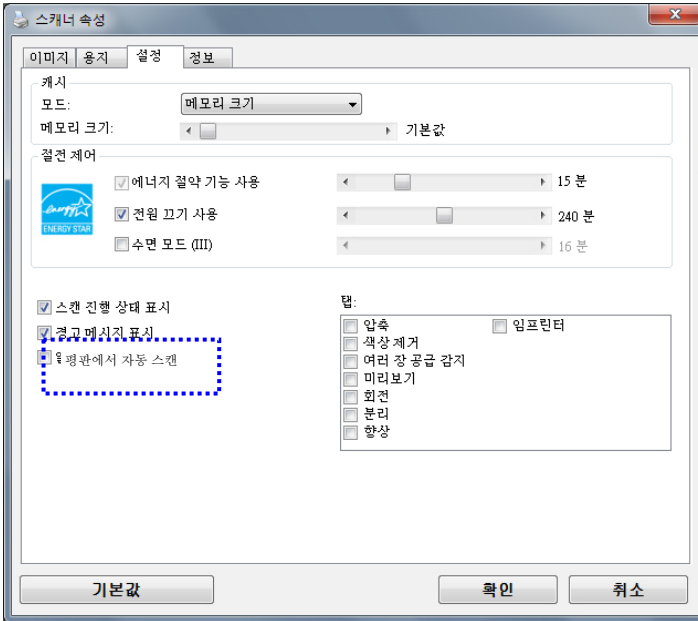 스캐너 속성
이미지 용지 설정 정보
캐시
모드: 메모리 크기
메모리 크기: 기본값
절전 제어
에너지 절약 기능 사용 15 분
energy
ENERGY STAR
전원 끄기 사용 240 분
수면 모드 (III) 16 분
스캔 진행 상태 표시
경고 메시지 표시
평판에서 자동 스캔
탭:
압축 임프린터
색상 제거
여러 장 공급 감지
미리보기
회전
분리
향상
기본값 확인 취소